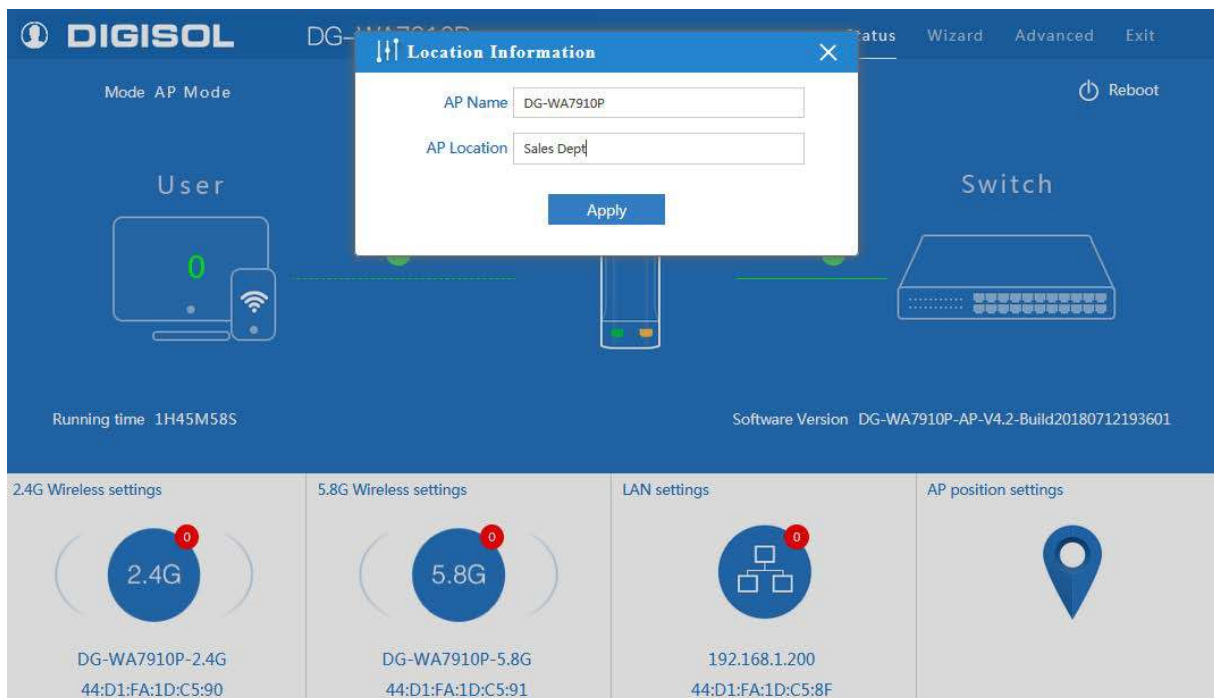 DIGISOL
DG-
Status Wizard Advanced Exit
Location Information
Mode AP Mode
Reboot
AP Name DG-WA7910P
AP Location Sales Dept
Apply
User
Switch
0
Running time 1H45M58S
Software Version DG-WA7910P-AP-V4.2-Build20180712193601
2.4G Wireless settings
5.8G Wireless settings
LAN settings
AP position settings
0
0
0
2.4G
5.8G
DG-WA7910P-2.4G
DG-WA7910P-5.8G
192.168.1.200
44:D1:FA:1D:C5:90
44:D1:FA:1D:C5:91
44:D1:FA:1D:C5:8F